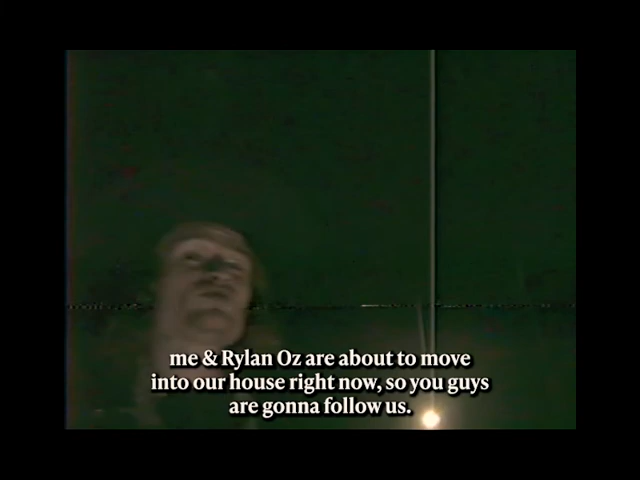 me & Rylan Oz are about to move
into our house right now, so you guys
are gonna follow us.